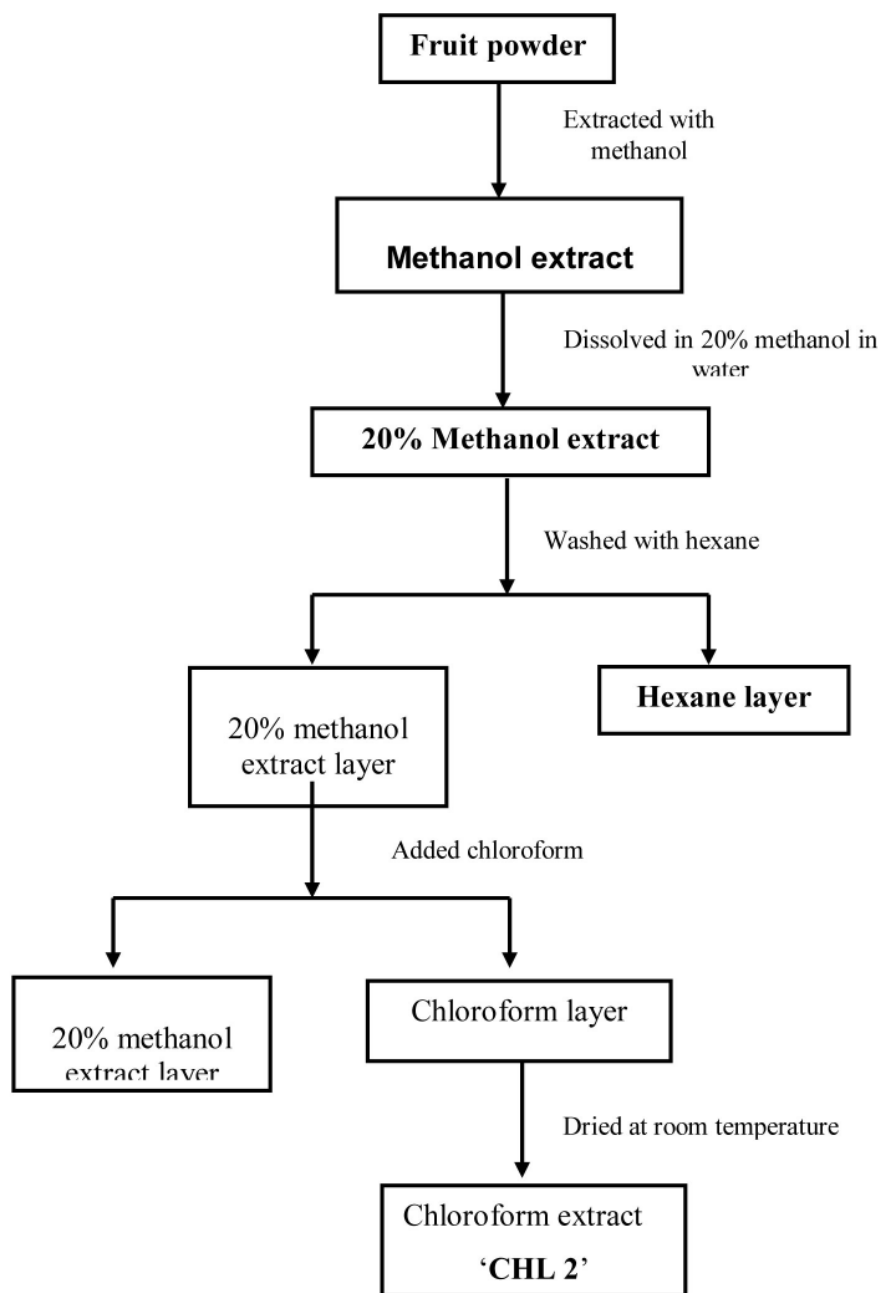 Fruit powder
Extracted with
methanol
Methanol extract
Dissolved in 20% methanol in
water
20% Methanol extract
Washed with hexane
Hexane layer
20% methanol
extract layer
Added chloroform
20% methanol
extract layer
Chloroform layer
Dried at room temperature
Chloroform extract
‘CHL 2’